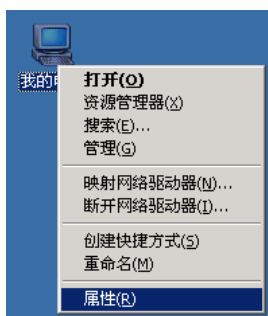 我的
打开(O)
资源管理器(X)
搜索(E)...
管理(G)
映射网络驱动器(N)...
断开网络驱动器(I)...
创建快捷方式(S)
重命名(M)
属性(R)